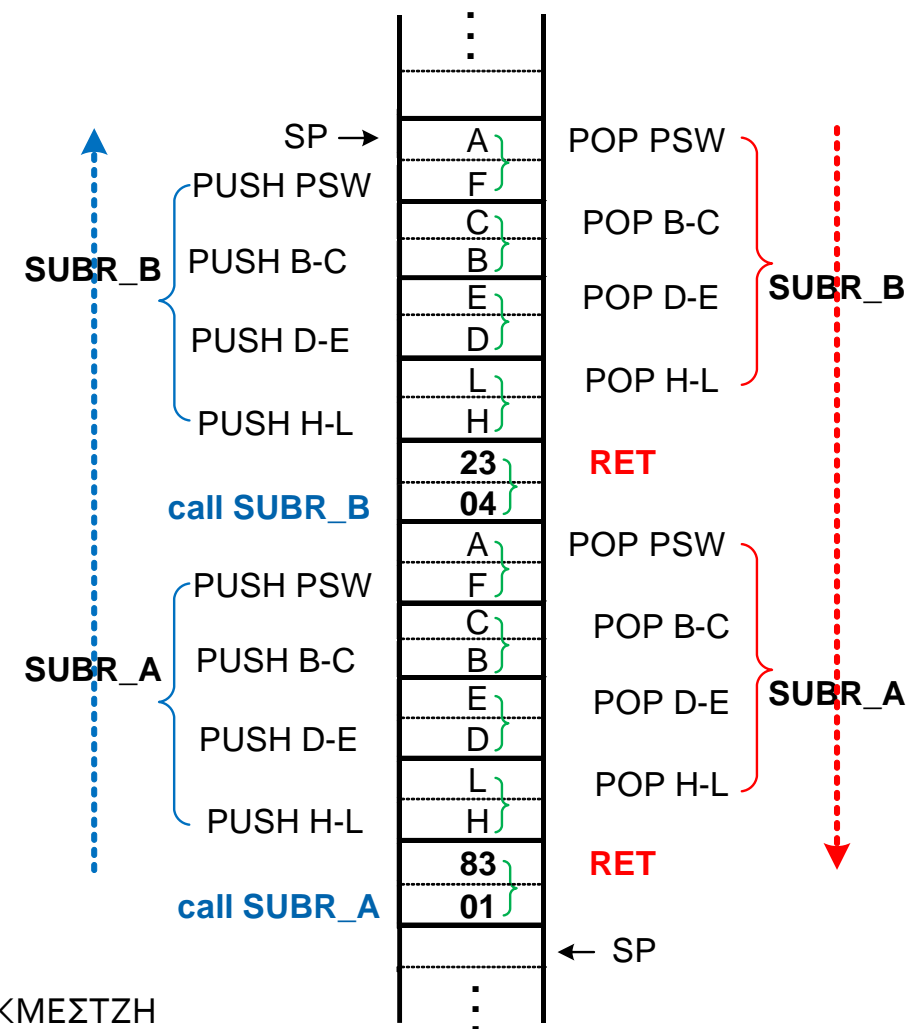 SP → A POP PSW
PUSH PSW F
C POP B-C
SUBR_B PUSH B-C B SUBR_B
E POP D-E
PUSH D-E D
L POP H-L
PUSH H-L H
23 RET
call SUBR_B 04
A POP PSW
PUSH PSW F
C POP B-C
SUBR_A PUSH B-C B SUBR_A
E POP D-E
PUSH D-E D
L POP H-L
PUSH H-L H
83 RET
call SUBR_A 01
← SP
ΚΜΕΣΤΖΗ